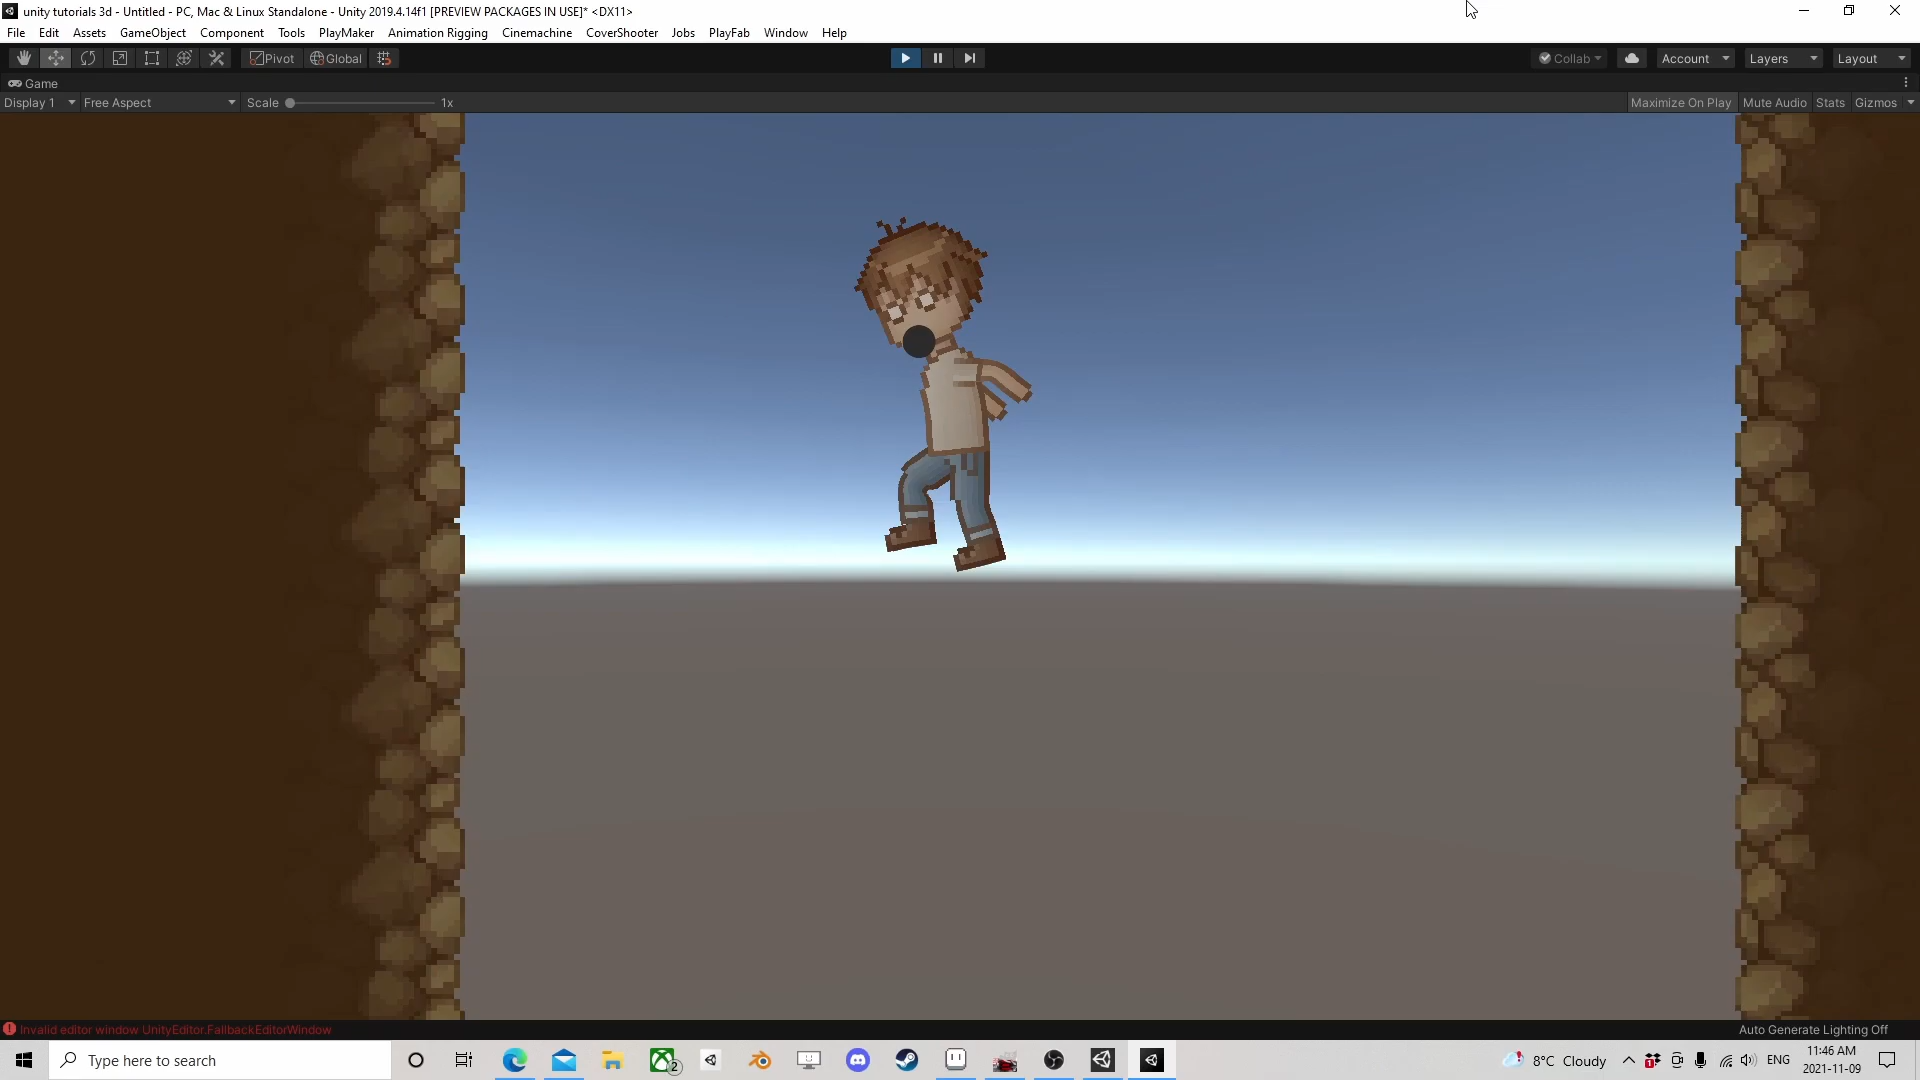 unity tutorials 3d - Untitled - PC, Mac & Linux Standalone - Unity 2019.4.14f1 [PREVIEW PACKAGES IN USE]* <DX11>
File Edit Assets GameObject Component Tools PlayMaker Animation Rigging Cinemachine CoverShooter Jobs PlayFab Window Help
Pivot Global Collab Account Layers Layout
Game
Display 1 Free Aspect Scale 1x Maximize On Play Mute Audio Stats Gizmos
Invalid editor window UnityEditor.FallbackEditorWindow Auto Generate Lighting Off
Type here to search 2 8°C Cloudy ENG 11:46 AM
2021-11-09